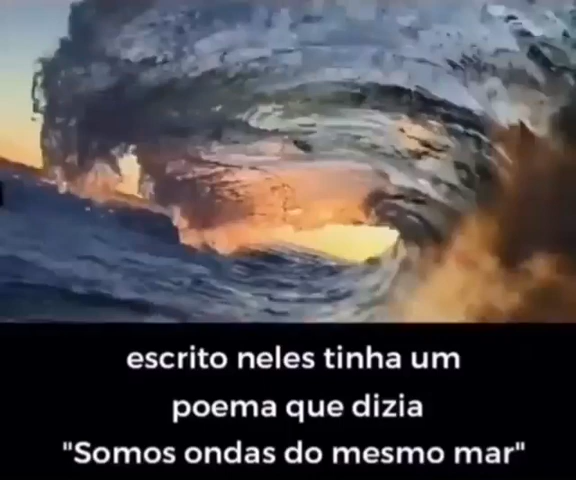 escrito neles tinha um
poema que dizia
"Somos ondas do mesmo mar"